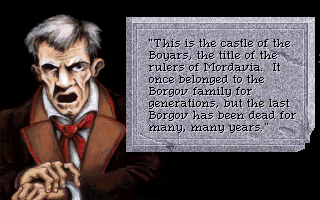 "This is the castle of the
Boyars, the title of the
rulers of Mordavia.  It
once belonged to the
Borgov family for
generations, but the last
Borgov has been dead for
many, many years."